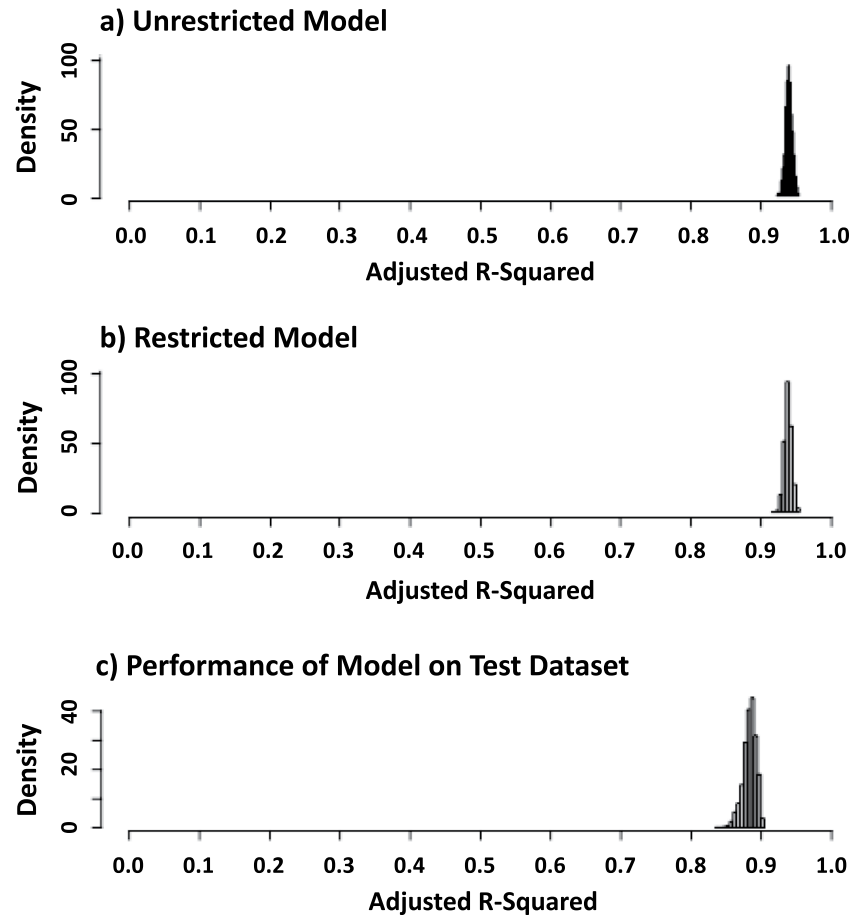 a) Unrestricted Model
100
50
0
Density
0.0 0.1 0.2 0.3 0.4 0.5 0.6 0.7 0.8 0.9 1.0
Adjusted R-Squared
b) Restricted Model
100
50
0
Density
0.0 0.1 0.2 0.3 0.4 0.5 0.6 0.7 0.8 0.9 1.0
Adjusted R-Squared
c) Performance of Model on Test Dataset
40
20
0
Density
0.0 0.1 0.2 0.3 0.4 0.5 0.6 0.7 0.8 0.9 1.0
Adjusted R-Squared